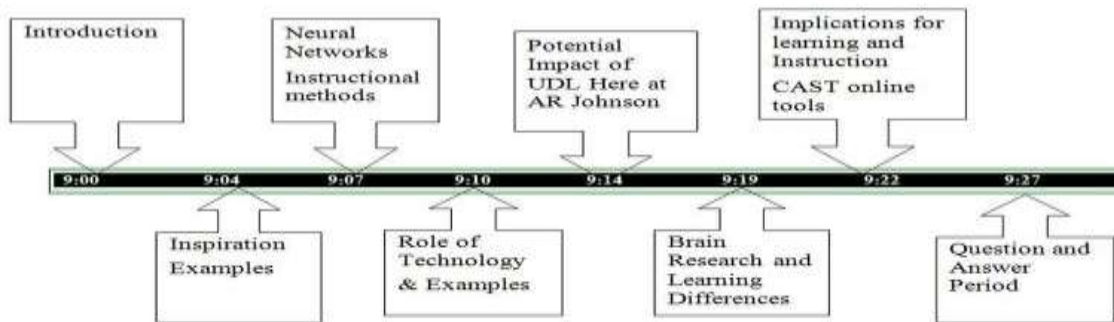 Introduction
Neural
Networks
Instructional
methods
Potential
Impact of
UDL Here at
AR Johnson
Implications for
learning and
Instruction
CAST online
tools
9:00 9:04 9:07 9:10 9:14 9:19 9:22 9:27
Inspiration
Examples
Role of
Technology
& Examples
Brain
Research and
Learning
Differences
Question and
Answer
Period